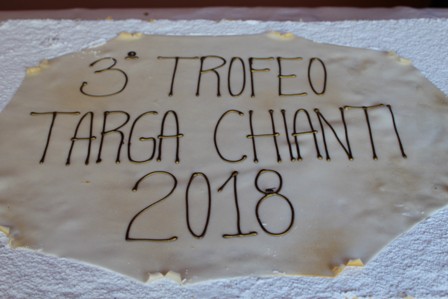 3° TROFEO
TARGA CHIANTI
2018